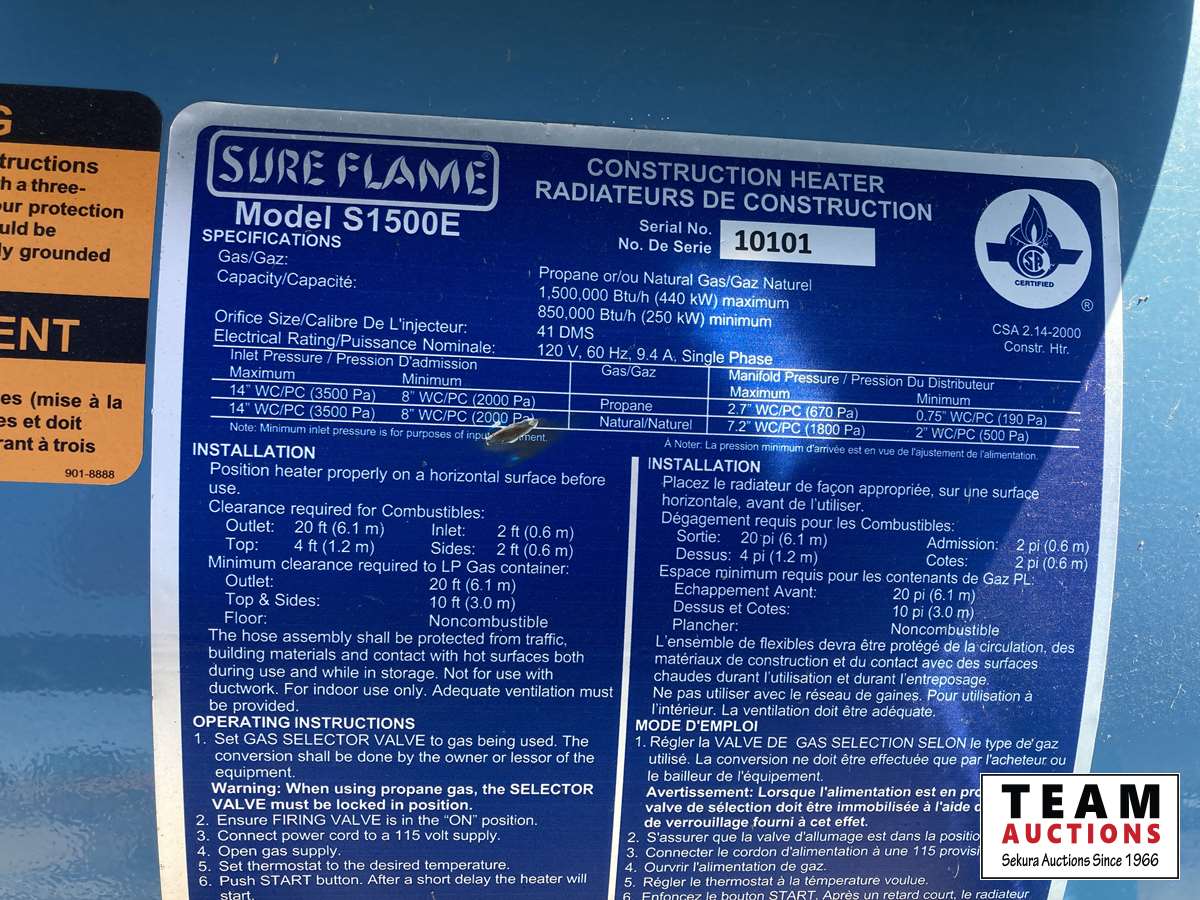 G
tructions
h a three-
our protection
uld be
ly grounded
ENT
es (mise à la
es et doit
rant à trois
901-8888
SURE FLAME®
Model S1500E
CONSTRUCTION HEATER
RADIATEURS DE CONSTRUCTION
Serial No.
No. De Serie 10101
CERTIFIED
®
CSA 2.14-2000
Constr. Htr.
SPECIFICATIONS
Gas/Gaz: Propane or/ou Natural Gas/Gaz Naturel
Capacity/Capacité: 1,500,000 Btu/h (440 kW) maximum
850,000 Btu/h (250 kW) minimum
Orifice Size/Calibre De L'injecteur: 41 DMS
Electrical Rating/Puissance Nominale: 120 V, 60 Hz, 9.4 A, Single Phase
Inlet Pressure / Pression D'admission Gas/Gaz Manifold Pressure / Pression Du Distributeur
Maximum Minimum Maximum Minimum
14" WC/PC (3500 Pa) 8" WC/PC (2000 Pa) Propane 2.7" WC/PC (670 Pa) 0.75" WC/PC (190 Pa)
14" WC/PC (3500 Pa) 8" WC/PC (2000 Pa) Natural/Naturel 7.2" WC/PC (1800 Pa) 2" WC/PC (500 Pa)
Note: Minimum inlet pressure is for purposes of input
À Noter: La pression minimum d'arrivée est en vue de l'ajustement de l'alimentation.
INSTALLATION
Position heater properly on a horizontal surface before
use.
Clearance required for Combustibles:
Outlet: 20 ft (6.1 m) Inlet: 2 ft (0.6 m)
Top: 4 ft (1.2 m) Sides: 2 ft (0.6 m)
Minimum clearance required to LP Gas container:
Outlet: 20 ft (6.1 m)
Top & Sides: 10 ft (3.0 m)
Floor: Noncombustible
The hose assembly shall be protected from traffic,
building materials and contact with hot surfaces both
during use and while in storage. Not for use with
ductwork. For indoor use only. Adequate ventilation must
be provided.
OPERATING INSTRUCTIONS
1. Set GAS SELECTOR VALVE to gas being used. The
conversion shall be done by the owner or lessor of the
equipment.
Warning: When using propane gas, the SELECTOR
VALVE must be locked in position.
2. Ensure FIRING VALVE is in the "ON" position.
3. Connect power cord to a 115 volt supply.
4. Open gas supply.
5. Set thermostat to the desired temperature.
6. Push START button. After a short delay the heater will
start.
INSTALLATION
Placez le radiateur de façon appropriée, sur une surface
horizontale, avant de l'utiliser.
Dégagement requis pour les Combustibles:
Sortie: 20 pi (6.1 m) Admission: 2 pi (0.6 m)
Dessus: 4 pi (1.2 m) Cotes: 2 pi (0.6 m)
Espace minimum requis pour les contenants de Gaz PL:
Echappement Avant: 20 pi (6.1 m)
Dessus et Cotes: 10 pi (3.0 m)
Plancher: Noncombustible
L'ensemble de flexibles devra être protégé de la circulation, des
matériaux de construction et du contact avec des surfaces
chaudes durant l'utilisation et durant l'entreposage.
Ne pas utiliser avec le réseau de gaines. Pour utilisation à
l'intérieur. La ventilation doit être adéquate.
MODE D'EMPLOI
1. Régler la VALVE DE GAS SELECTION SELON le type de gaz
utilisé. La conversion ne doit être effectuée que par l'acheteur ou
le bailleur de l'équipement.
Avertissement: Lorsque l'alimentation est en pro
valve de sélection doit être immobilisée à l'aide d
de verrouillage fourni à cet effet.
2. S'assurer que la valve d'allumage est dans la positio
3. Connecter le cordon d'alimentation à une 115 provisi
4. Ourvrir l'alimentation de gaz.
5. Régler le thermostat à la témperature voulue.
6. Enfoncez le bouton START. Après un retard court, le radiateur
TEAM
AUCTIONS
Sekura Auctions Since 1966